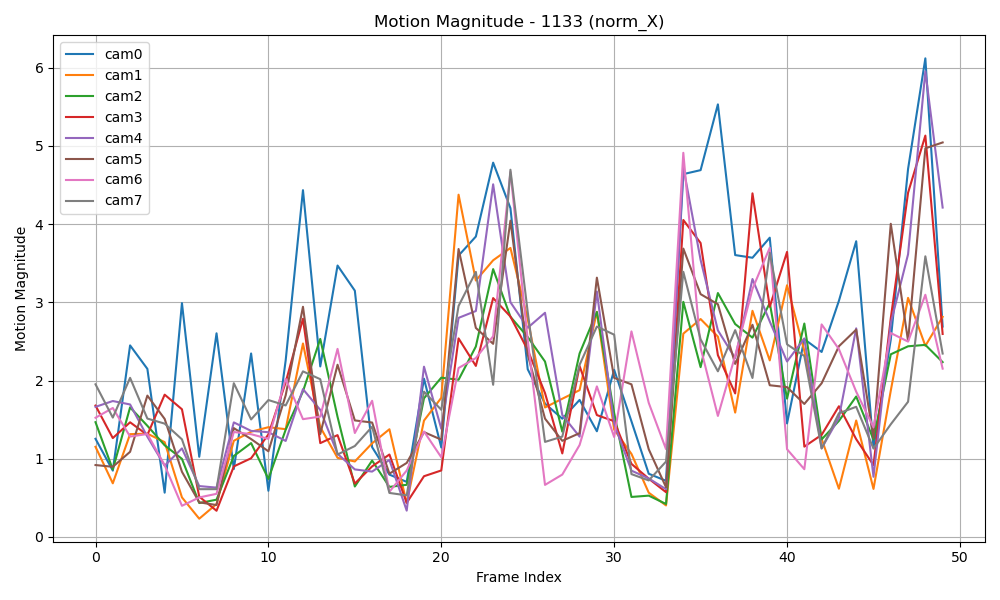 Motion Magnitude - 1133 (norm_X)
cam0
cam1
cam2
cam3
cam4
cam5
cam6
cam7
Motion Magnitude
6
5
4
3
2
1
0
0 10 20 30 40 50
Frame Index